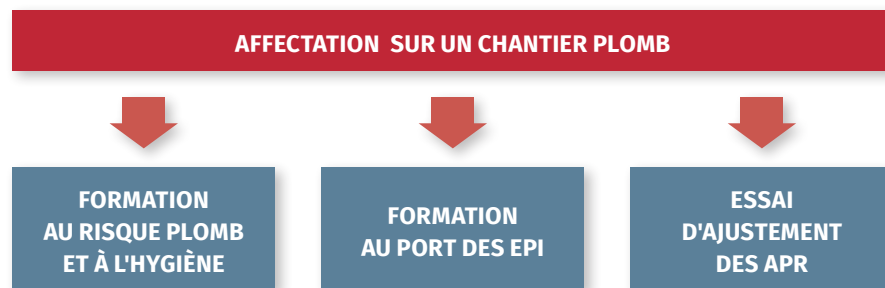 AFFECTATION SUR UN CHANTIER PLOMB
FORMATION
AU RISQUE PLOMB
ET À L'HYGIÈNE
FORMATION
AU PORT DES EPI
ESSAI
D'AJUSTEMENT
DES APR